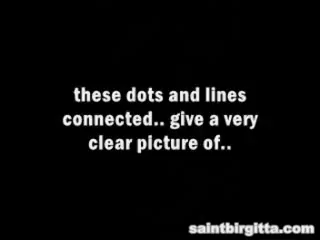 these dots and lines
connected.. give a very
clear picture of..
saintbirgitta.com